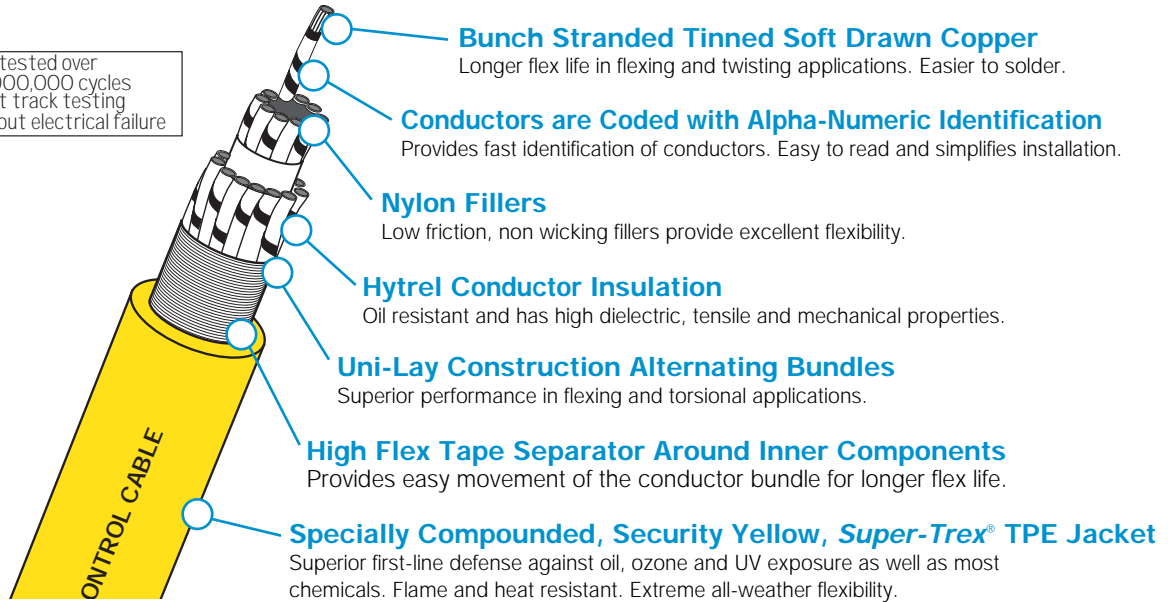 tested over
000,000 cycles
track testing
out electrical failure
Bunch Stranded Tinned Soft Drawn Copper
Longer flex life in flexing and twisting applications. Easier to solder.
Conductors are Coded with Alpha-Numeric Identification
Provides fast identification of conductors. Easy to read and simplifies installation.
Nylon Fillers
Low friction, non wicking fillers provide excellent flexibility.
Hytrel Conductor Insulation
Oil resistant and has high dielectric, tensile and mechanical properties.
Uni-Lay Construction Alternating Bundles
Superior performance in flexing and torsional applications.
High Flex Tape Separator Around Inner Components
Provides easy movement of the conductor bundle for longer flex life.
Specially Compounded, Security Yellow, Super-Trex® TPE Jacket
Superior first-line defense against oil, ozone and UV exposure as well as most
chemicals. Flame and heat resistant. Extreme all-weather flexibility.
ONTROL CABLE